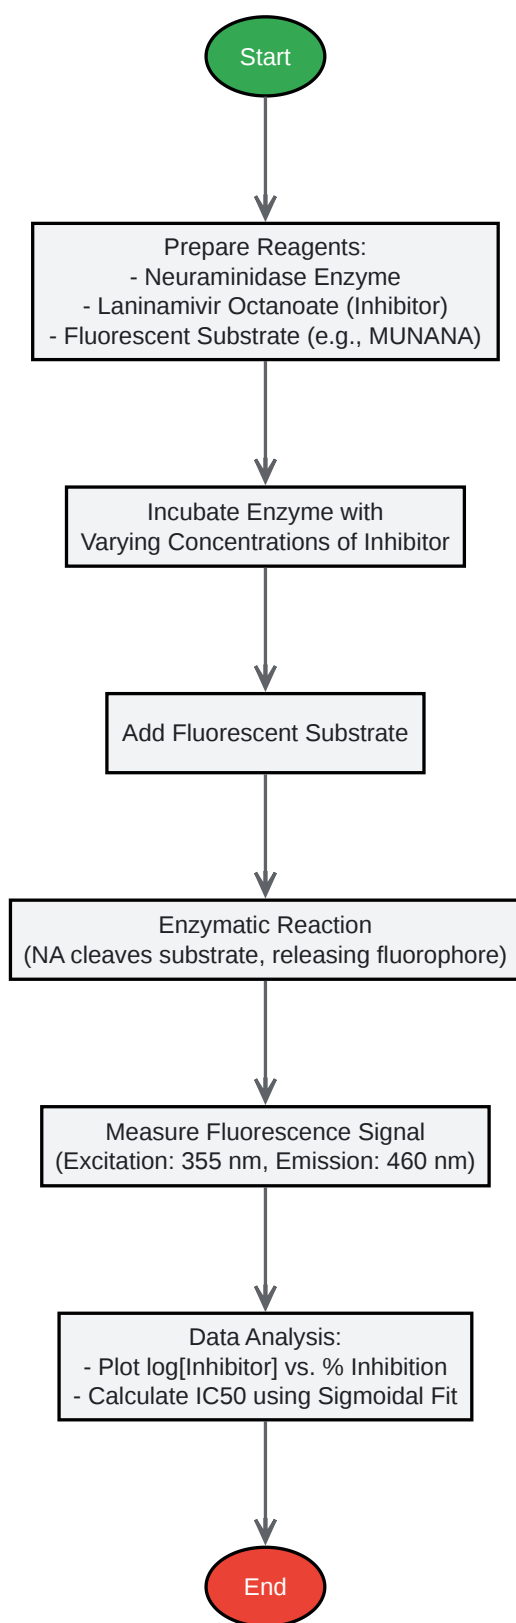 Start
Prepare Reagents:
- Neuraminidase Enzyme
- Laninamivir Octanoate (Inhibitor)
- Fluorescent Substrate (e.g., MUNANA)
Incubate Enzyme with
Varying Concentrations of Inhibitor
Add Fluorescent Substrate
Enzymatic Reaction
(NA cleaves substrate, releasing fluorophore)
Measure Fluorescence Signal
(Excitation: 355 nm, Emission: 460 nm)
Data Analysis:
- Plot log[Inhibitor] vs. % Inhibition
- Calculate IC50 using Sigmoidal Fit
End